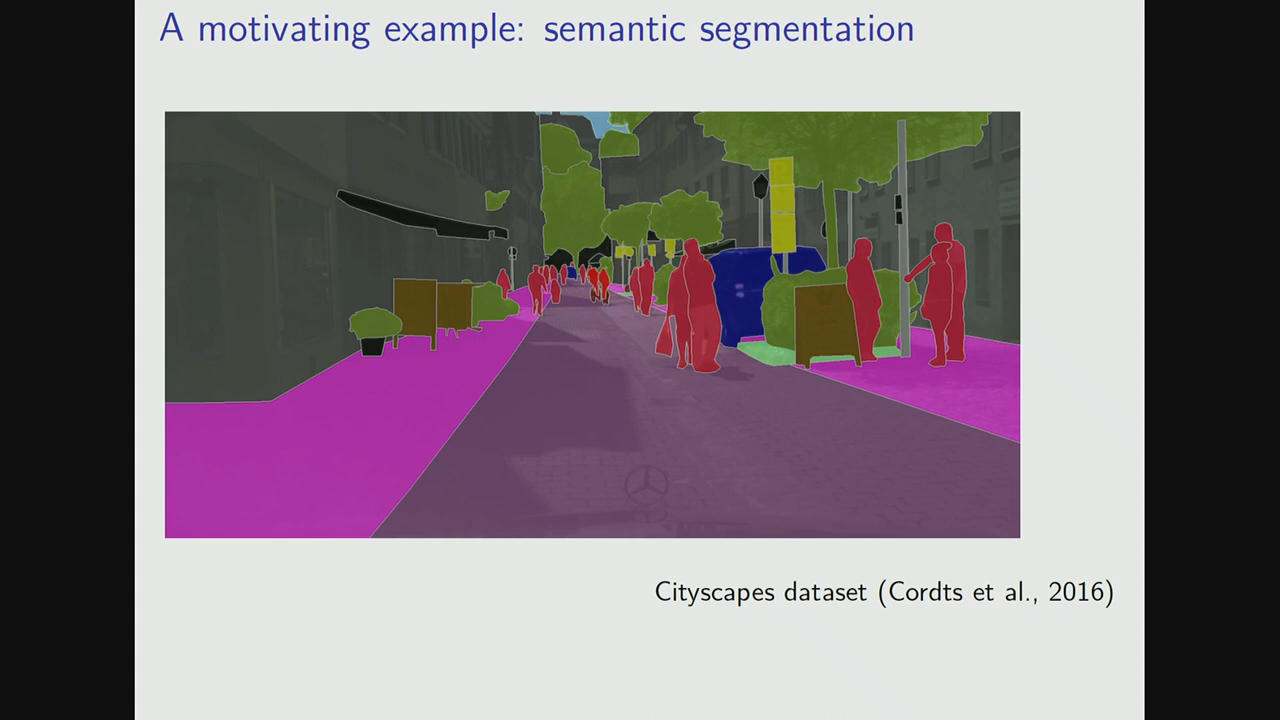 A motivating example: semantic segmentation
Cityscapes dataset (Cordts et al., 2016)